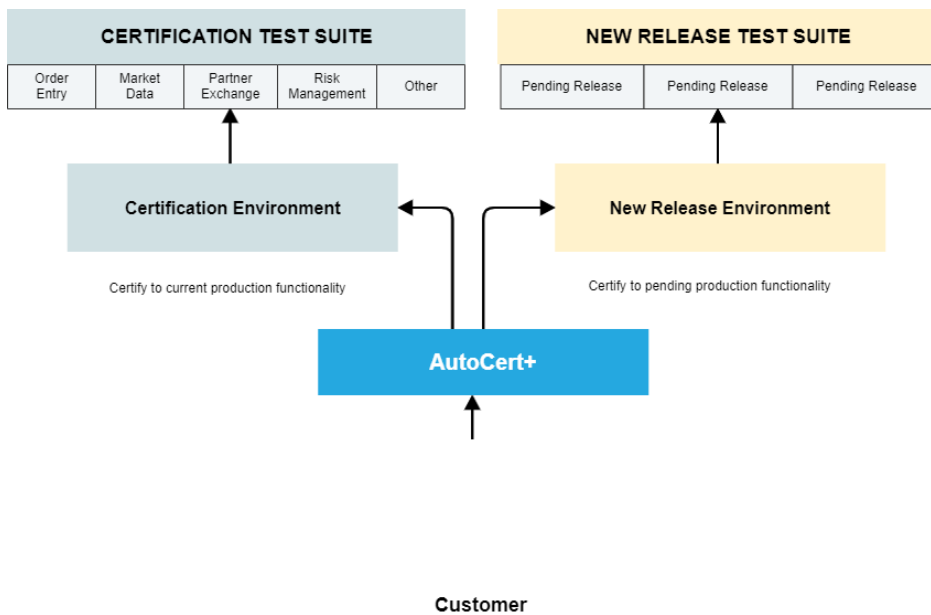 CERTIFICATION TEST SUITE
Order
Entry
Market
Data
Partner
Exchange
Risk
Management
Other
NEW RELEASE TEST SUITE
Pending Release
Pending Release
Pending Release
Certification Environment
New Release Environment
Certify to current production functionality
Certify to pending production functionality
AutoCert+
Customer